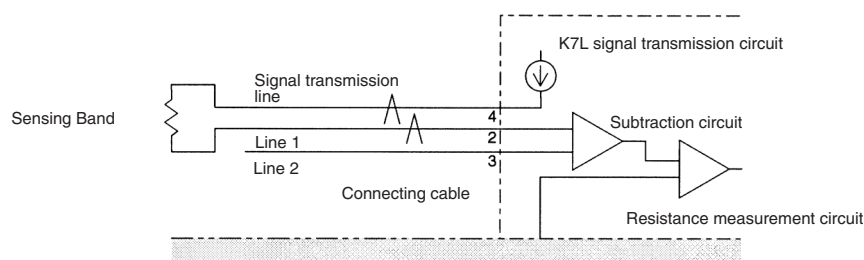 K7L signal transmission circuit
Signal transmission
line
Sensing Band
4
Subtraction circuit
2
Line 1
3
Line 2
Connecting cable
Resistance measurement circuit